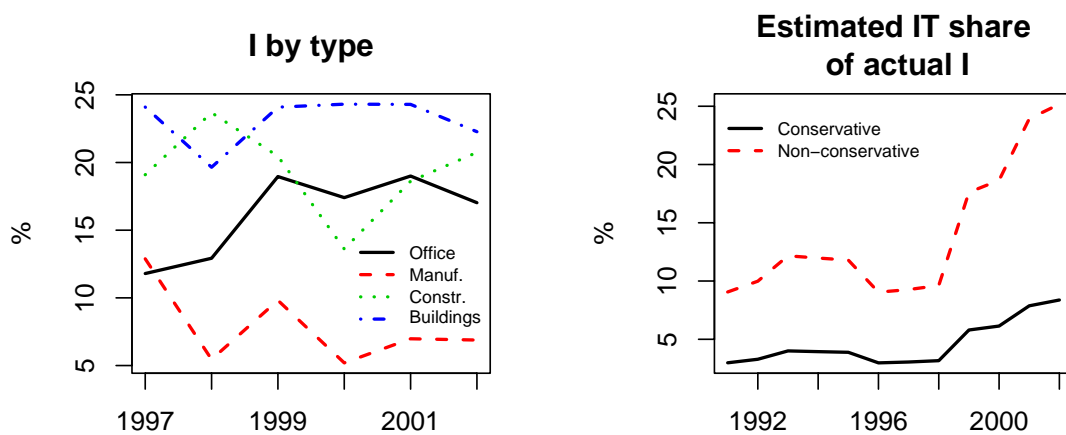 I by type
%
25
20
15
10
5
Office
Manuf.
Constr.
Buildings
1997
1999
2001
Estimated IT share
of actual I
%
25
20
15
10
5
Conservative
Non−conservative
1992
1996
2000